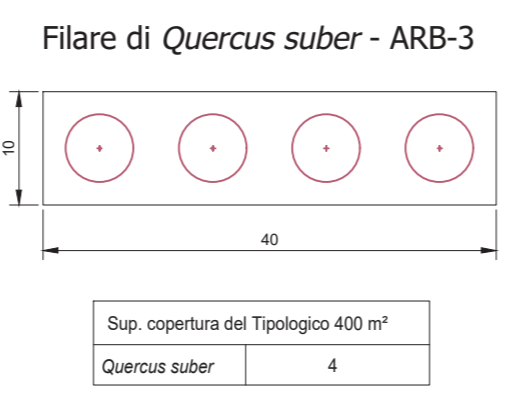 Filare di Quercus suber - ARB-3
10
40
Sup. copertura del Tipologico 400 m²
Quercus suber 4